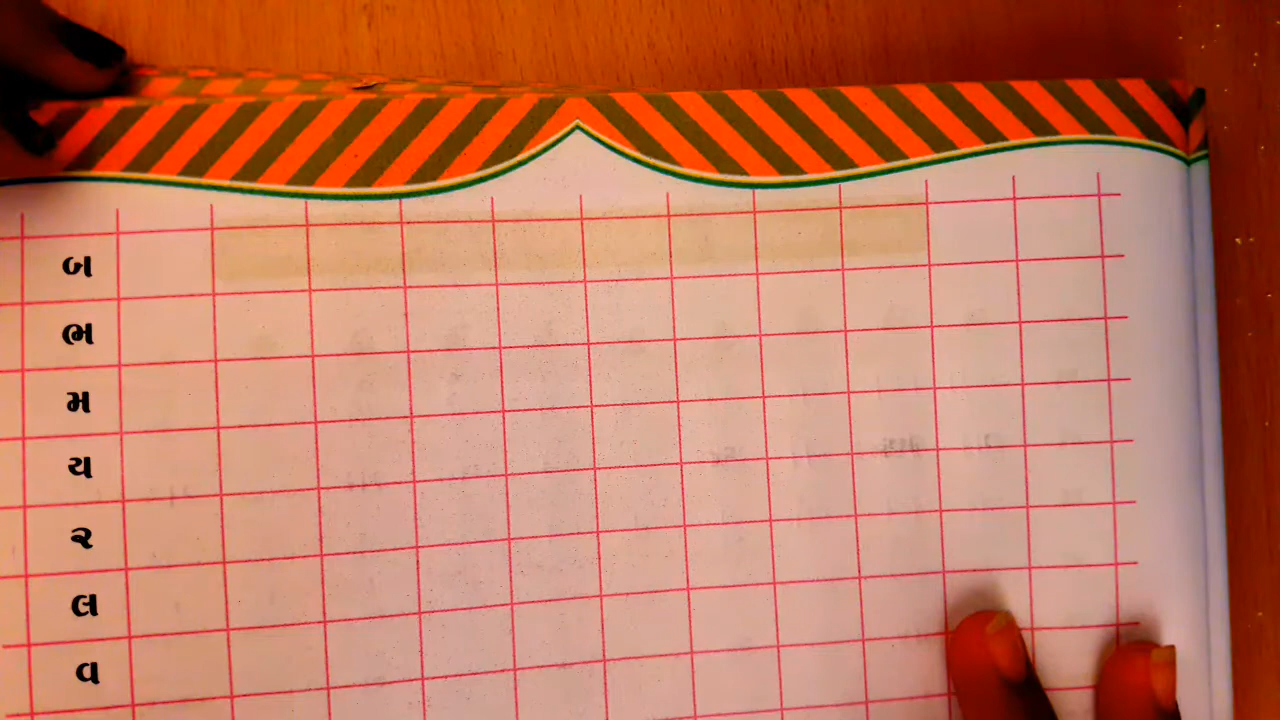 બ
ભ
મ
ય
ર
લ
વ